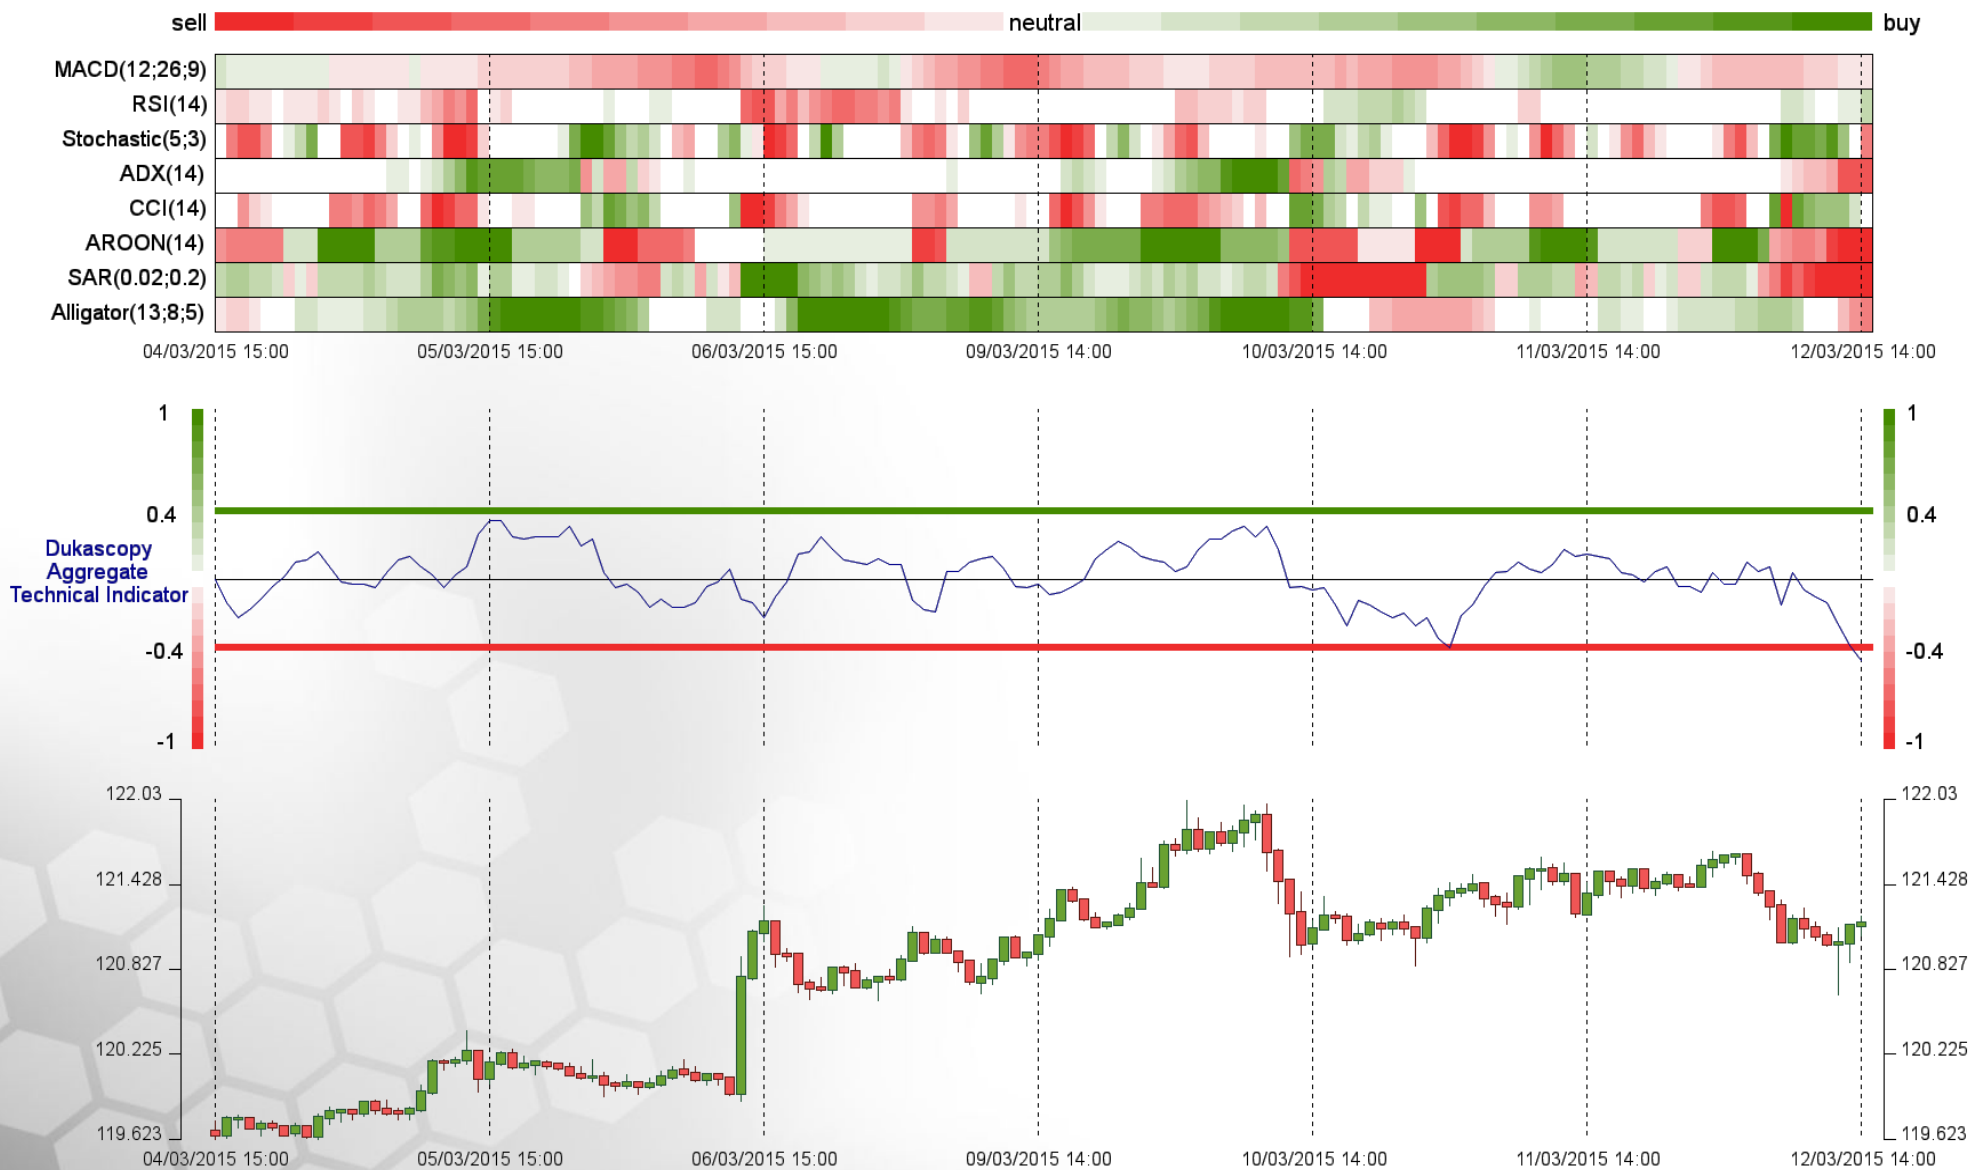 sell neutral buy
MACD(12;26;9)
RSI(14)
Stochastic(5;3)
ADX(14)
CCI(14)
AROON(14)
SAR(0.02;0.2)
Alligator(13;8;5)
04/03/2015 15:00 05/03/2015 15:00 06/03/2015 15:00 09/03/2015 14:00 10/03/2015 14:00 11/03/2015 14:00 12/03/2015 14:00
1 1
0.4 0.4
Dukascopy
Aggregate
Technical Indicator
-0.4 -0.4
-1 -1
122.03 122.03
121.428 121.428
120.827 120.827
120.225 120.225
119.623 119.623
04/03/2015 15:00 05/03/2015 15:00 06/03/2015 15:00 09/03/2015 14:00 10/03/2015 14:00 11/03/2015 14:00 12/03/2015 14:00